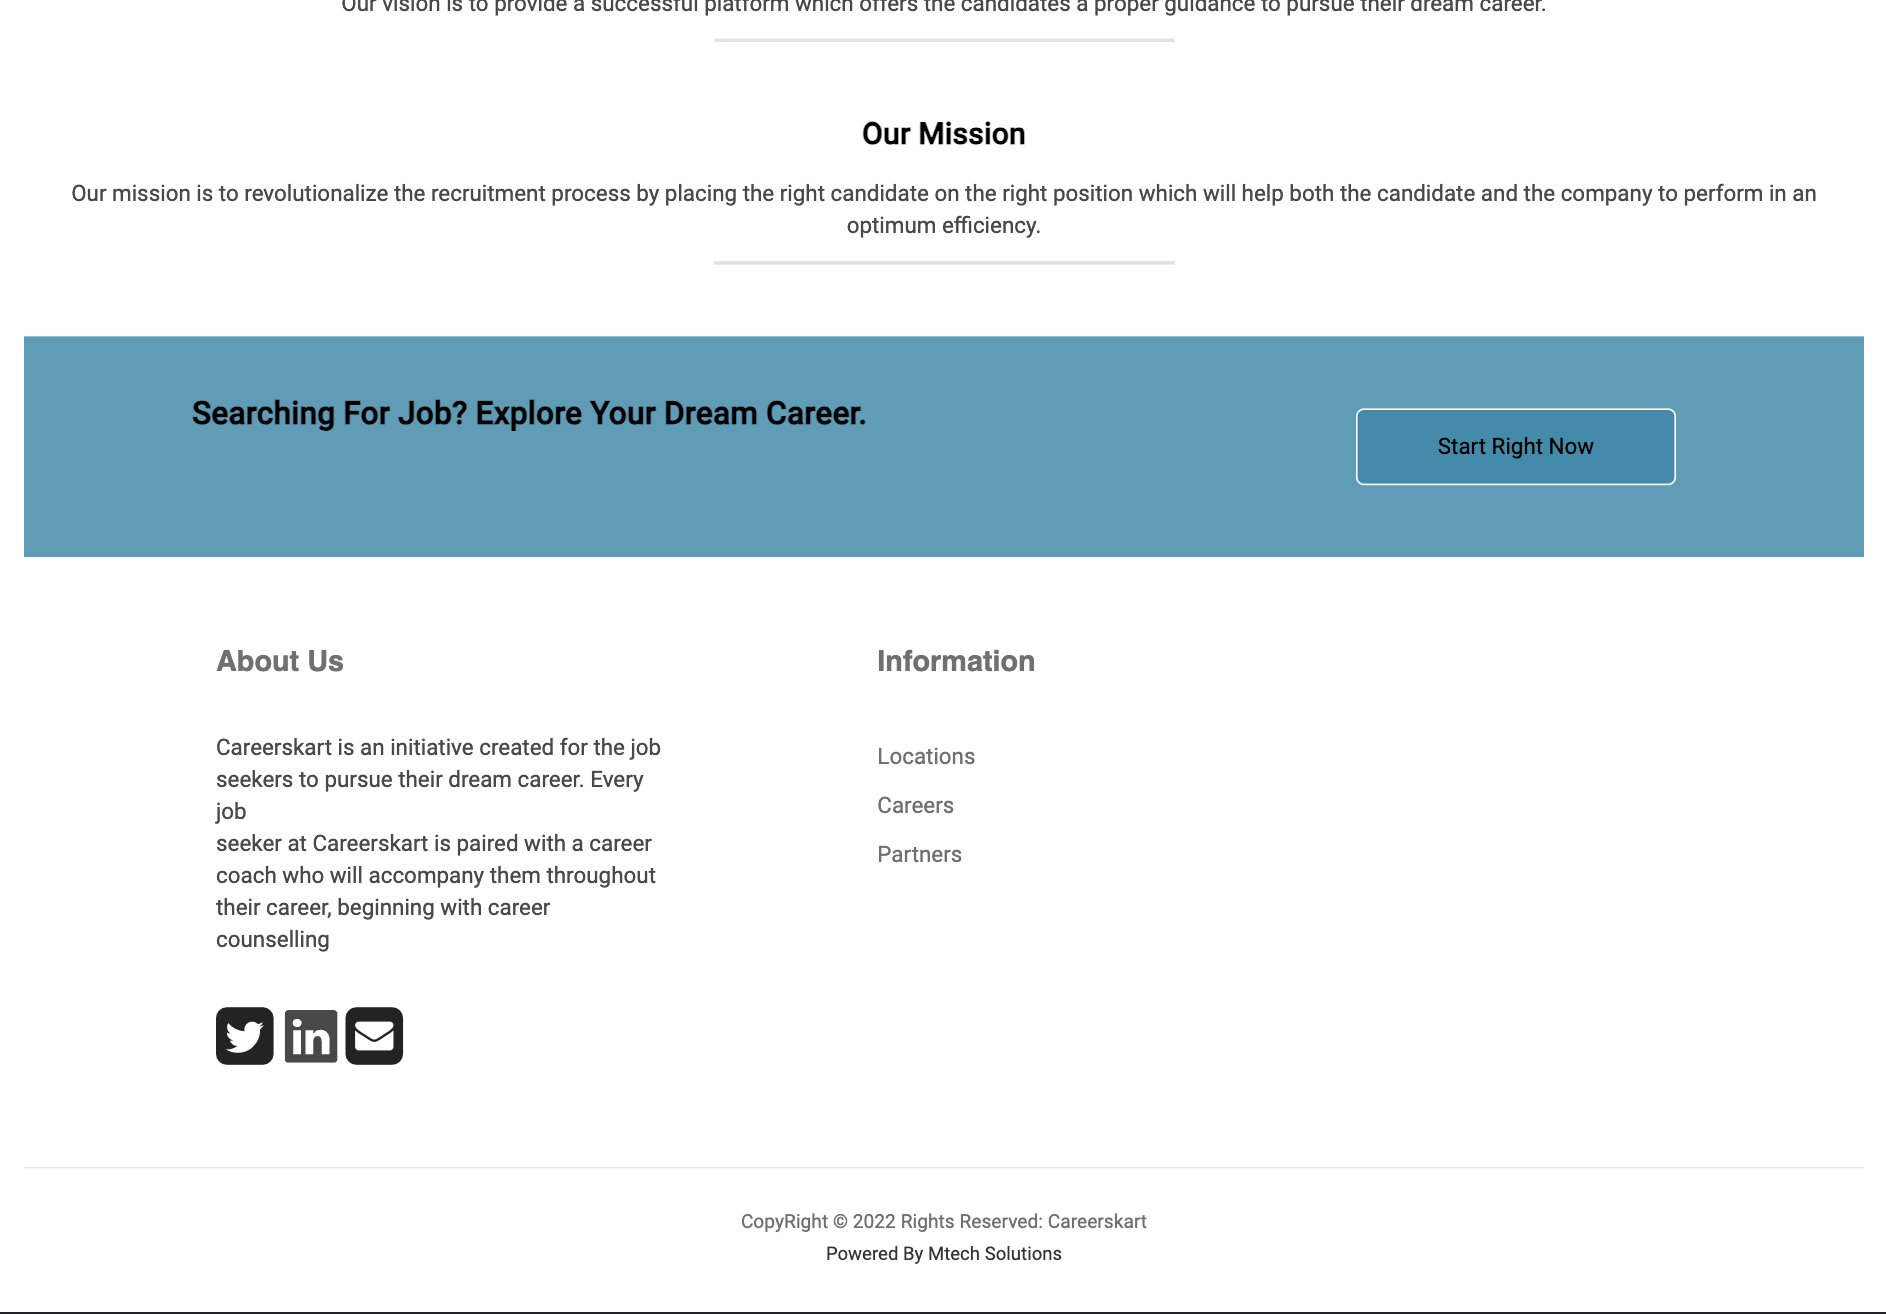 Our vision is to provide a successful platform which offers the candidates a proper guidance to pursue their dream career.
Our Mission
Our mission is to revolutionalize the recruitment process by placing the right candidate on the right position which will help both the candidate and the company to perform in an
optimum efficiency.
Searching For Job? Explore Your Dream Career.
Start Right Now
About Us
Careerskart is an initiative created for the job
seekers to pursue their dream career. Every
job
seeker at Careerskart is paired with a career
coach who will accompany them throughout
their career, beginning with career
counselling
in
Information
Locations
Careers
Partners
CopyRight © 2022 Rights Reserved: Careerskart
Powered By Mtech Solutions